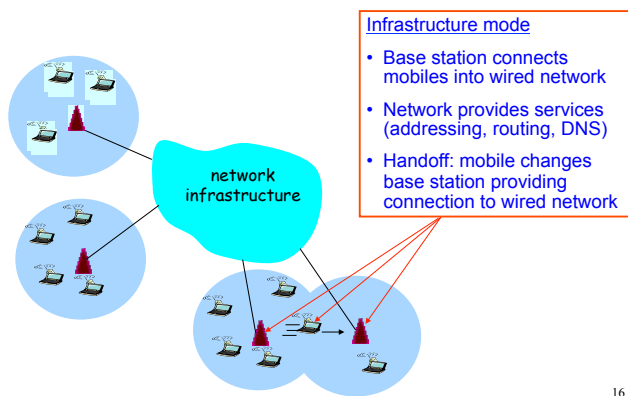 Infrastructure mode
• Base station connects
mobiles into wired network
• Network provides services
(addressing, routing, DNS)
• Handoff: mobile changes
base station providing
connection to wired network
network
infrastructure
16